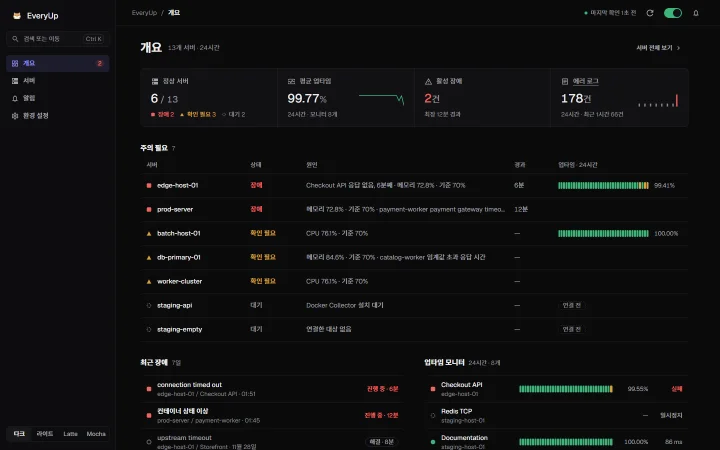 EveryUp
EveryUp / 개요
마지막 확인 1초 전
검색 또는 이동 Ctrl K
개요 2
서버
알림
환경 설정
개요 13개 서버 · 24시간
서버 전체 보기 ›
정상 서버
6 / 13
장애 2 확인 필요 3 대기 2
평균 업타임
99.77%
24시간 · 모니터 8개
활성 장애
2건
최장 12분 경과
에러 로그
178건
24시간 · 최근 1시간 66건
주의 필요 7
서버 상태 원인 경과 업타임 · 24시간
edge-host-01 장애 Checkout API 응답 없음, 6분째 · 메모리 72.8% · 기준 70% 6분 99.41%
prod-server 장애 메모리 72.8% · 기준 70% · payment-worker payment gateway timeo… 12분
batch-host-01 확인 필요 CPU 76.1% · 기준 70% — 100.00%
db-primary-01 확인 필요 메모리 84.6% · 기준 70% · catalog-worker 임계값 초과 응답 시간 —
worker-cluster 확인 필요 CPU 76.1% · 기준 70% —
staging-api 대기 Docker Collector 설치 대기 — 연결 전
staging-empty 대기 연결한 대상 없음 — 연결 전
최근 장애 7일
connection timed out
edge-host-01 / Checkout API · 01:51
진행 중 · 6분
컨테이너 상태 이상
prod-server / payment-worker · 01:45
진행 중 · 12분
upstream timeout
edge-host-01 / Storefront · 11월 28일
해결 · 8분
업타임 모니터 24시간 · 8개
Checkout API
edge-host-01
99.55% 실패
Redis TCP
staging-host-01
— 일시정지
Documentation
staging-host-01
100.00% 86 ms
다크 라이트 Latte Mocha